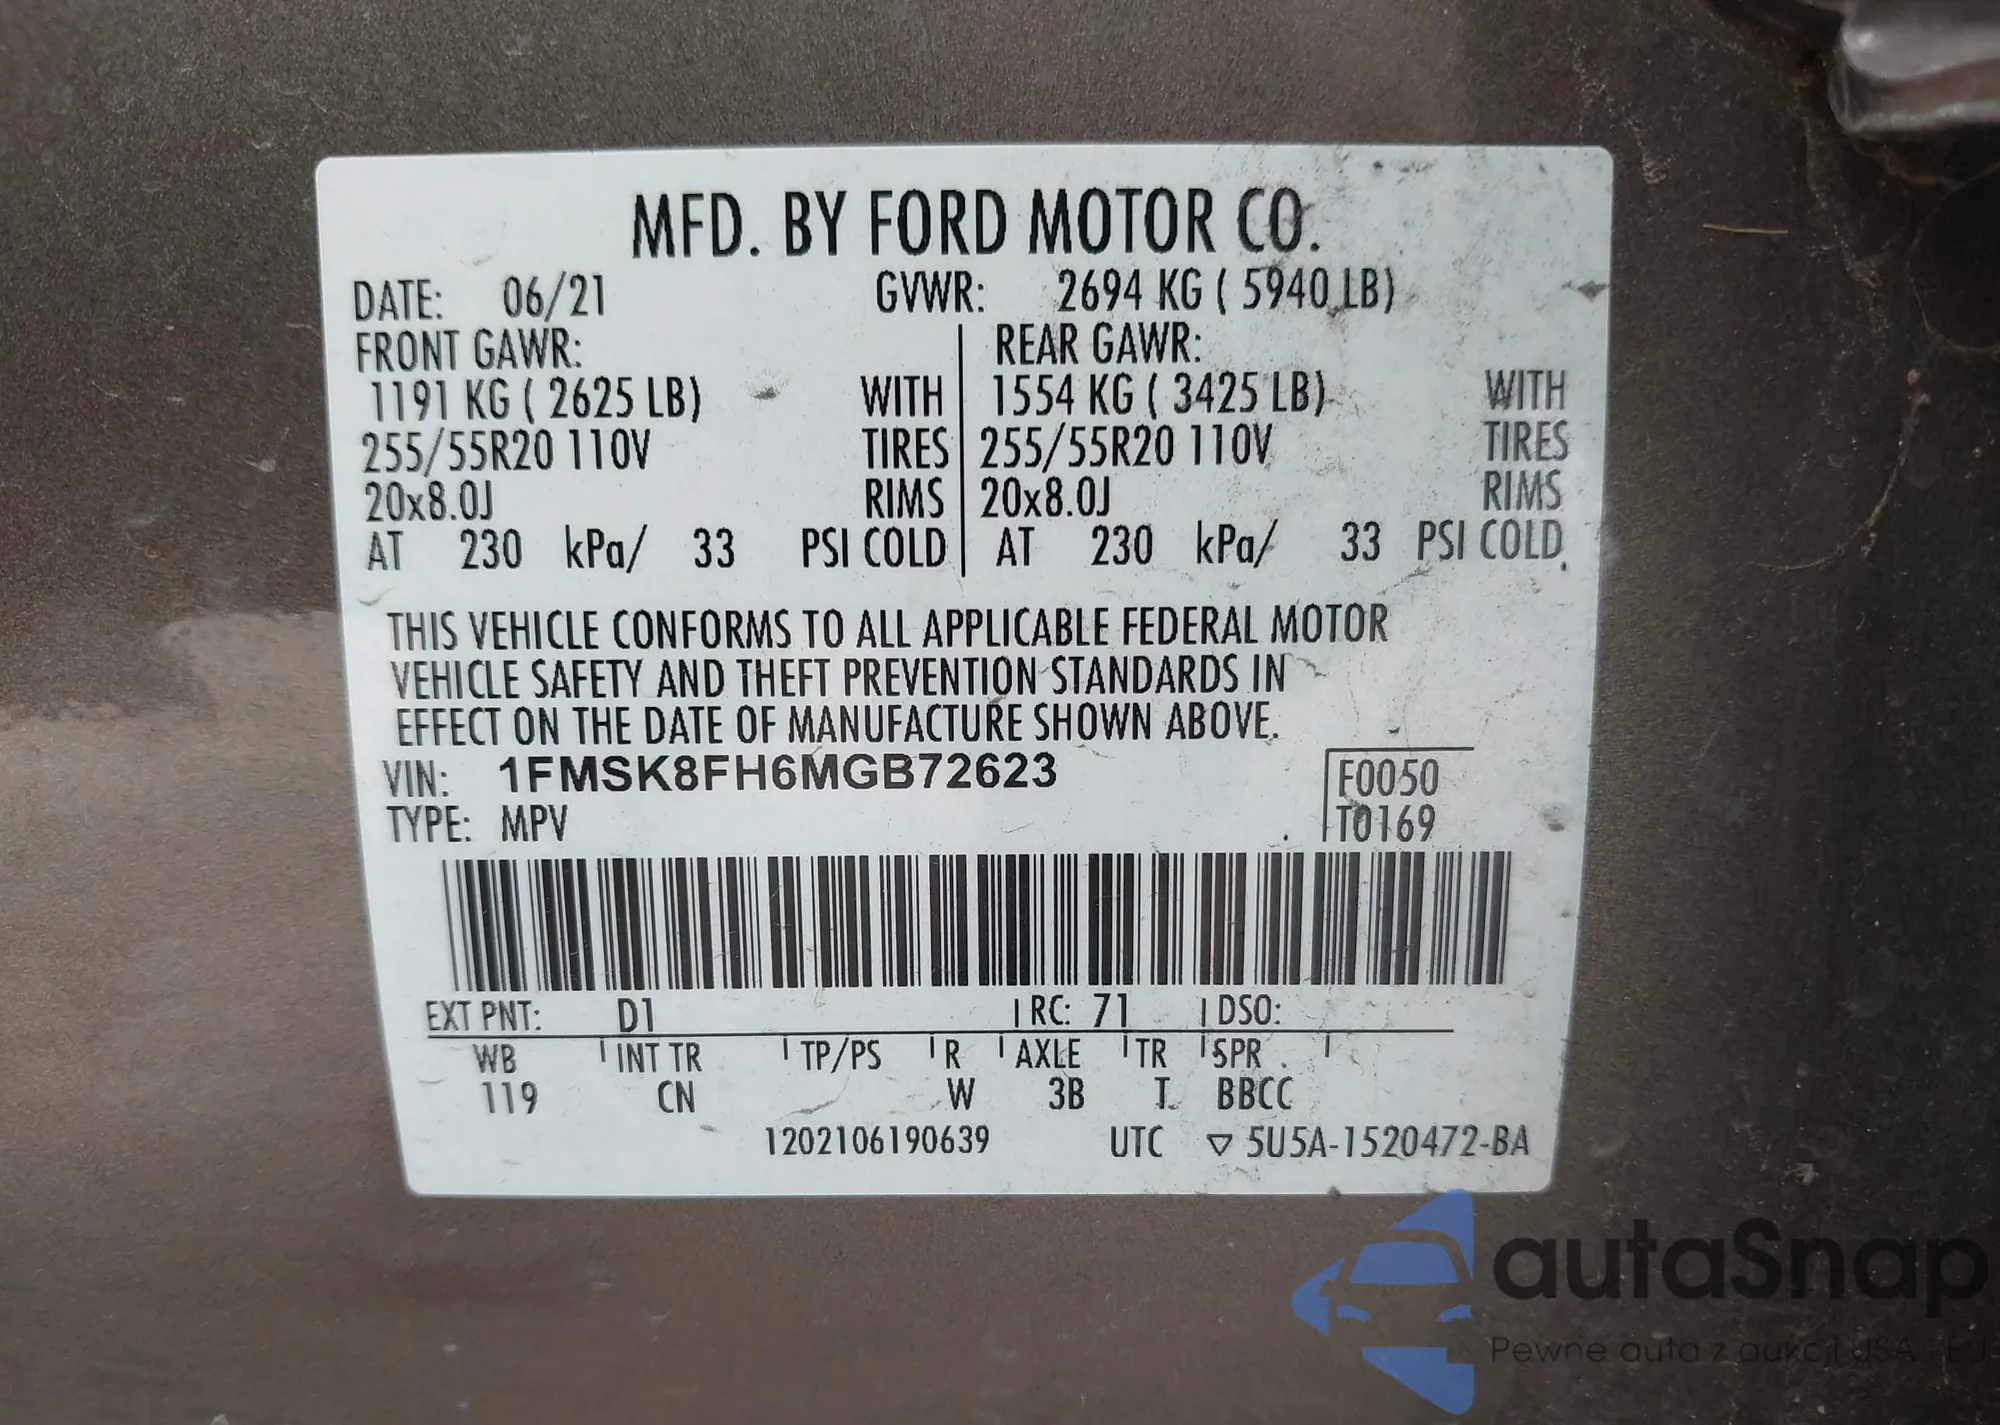 MFD. BY FORD MOTOR CO.
DATE: 06/21 GVWR: 2694 KG ( 5940 LB)
FRONT GAWR: REAR GAWR:
1191 KG ( 2625 LB) WITH 1554 KG ( 3425 LB) WITH
255/55R20 110V TIRES 255/55R20 110V TIRES
20x8.0J RIMS 20x8.0J RIMS
AT 230 kPa/ 33 PSI COLD AT 230 kPa/ 33 PSI COLD
THIS VEHICLE CONFORMS TO ALL APPLICABLE FEDERAL MOTOR
VEHICLE SAFETY AND THEFT PREVENTION STANDARDS IN
EFFECT ON THE DATE OF MANUFACTURE SHOWN ABOVE.
VIN: 1FMSK8FH6MGB72623 F0050
TYPE: MPV T0169
EXT PNT: D1 RC: 71 DSO:
WB INT TR TP/PS R AXLE TR SPR
119 CN W 3B T BBCC
1202106190639 UTC ▽ 5U5A-1520472-BA
autaSnap
Pewne auta z aukcji USA - EU